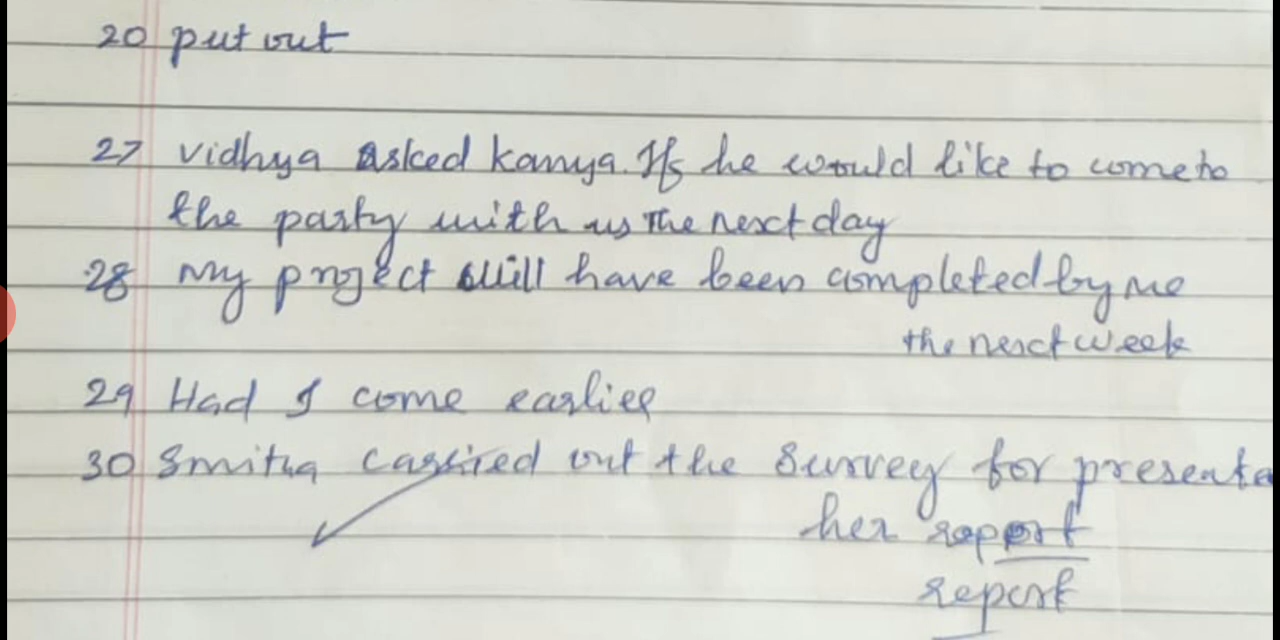 20 put out
27 vidhya asked kanya. If he would like to come to
the party with us The next day
28 my project will have been completed by me
the next week
29 Had I come earlier
30 Smitha carried out the Survey for presenta
her report
report